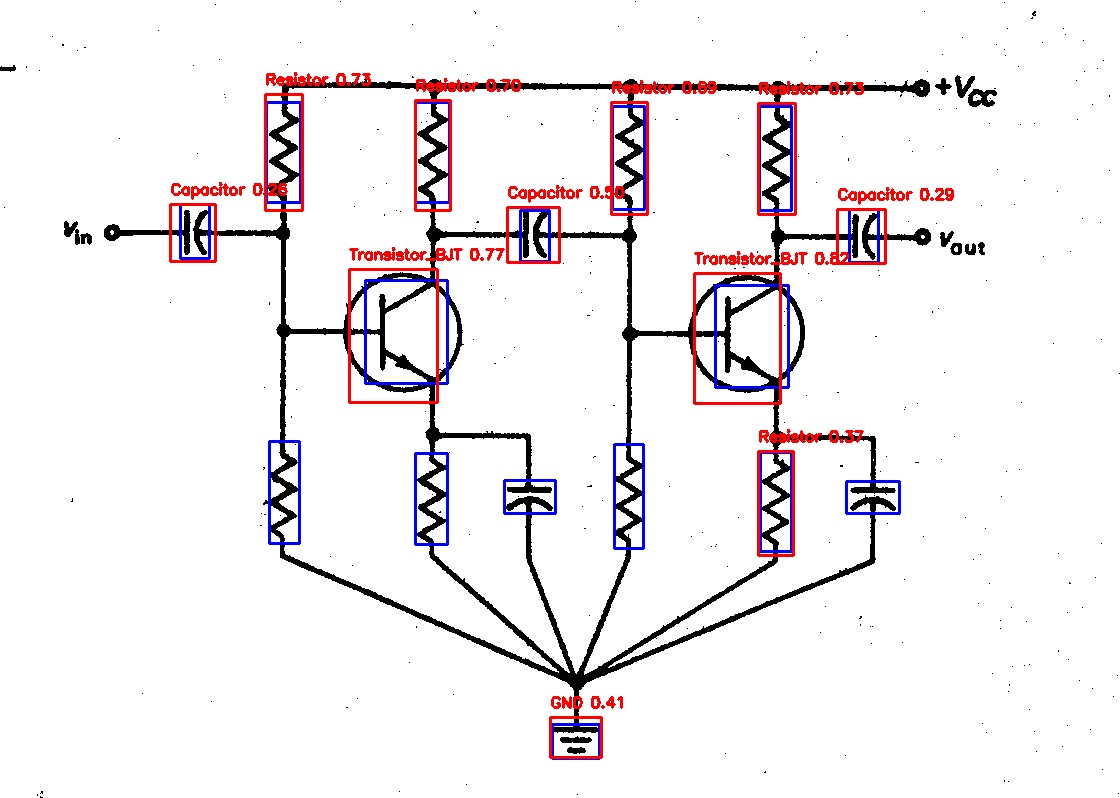 Resistor 0.73
Resistor 0.70
Resistor 0.69
Resistor 0.73
+VCC
Capacitor 0.26
Capacitor 0.50
Capacitor 0.29
vin
vout
Transistor_BJT 0.77
Transistor_BJT 0.82
Resistor 0.37
GND 0.41